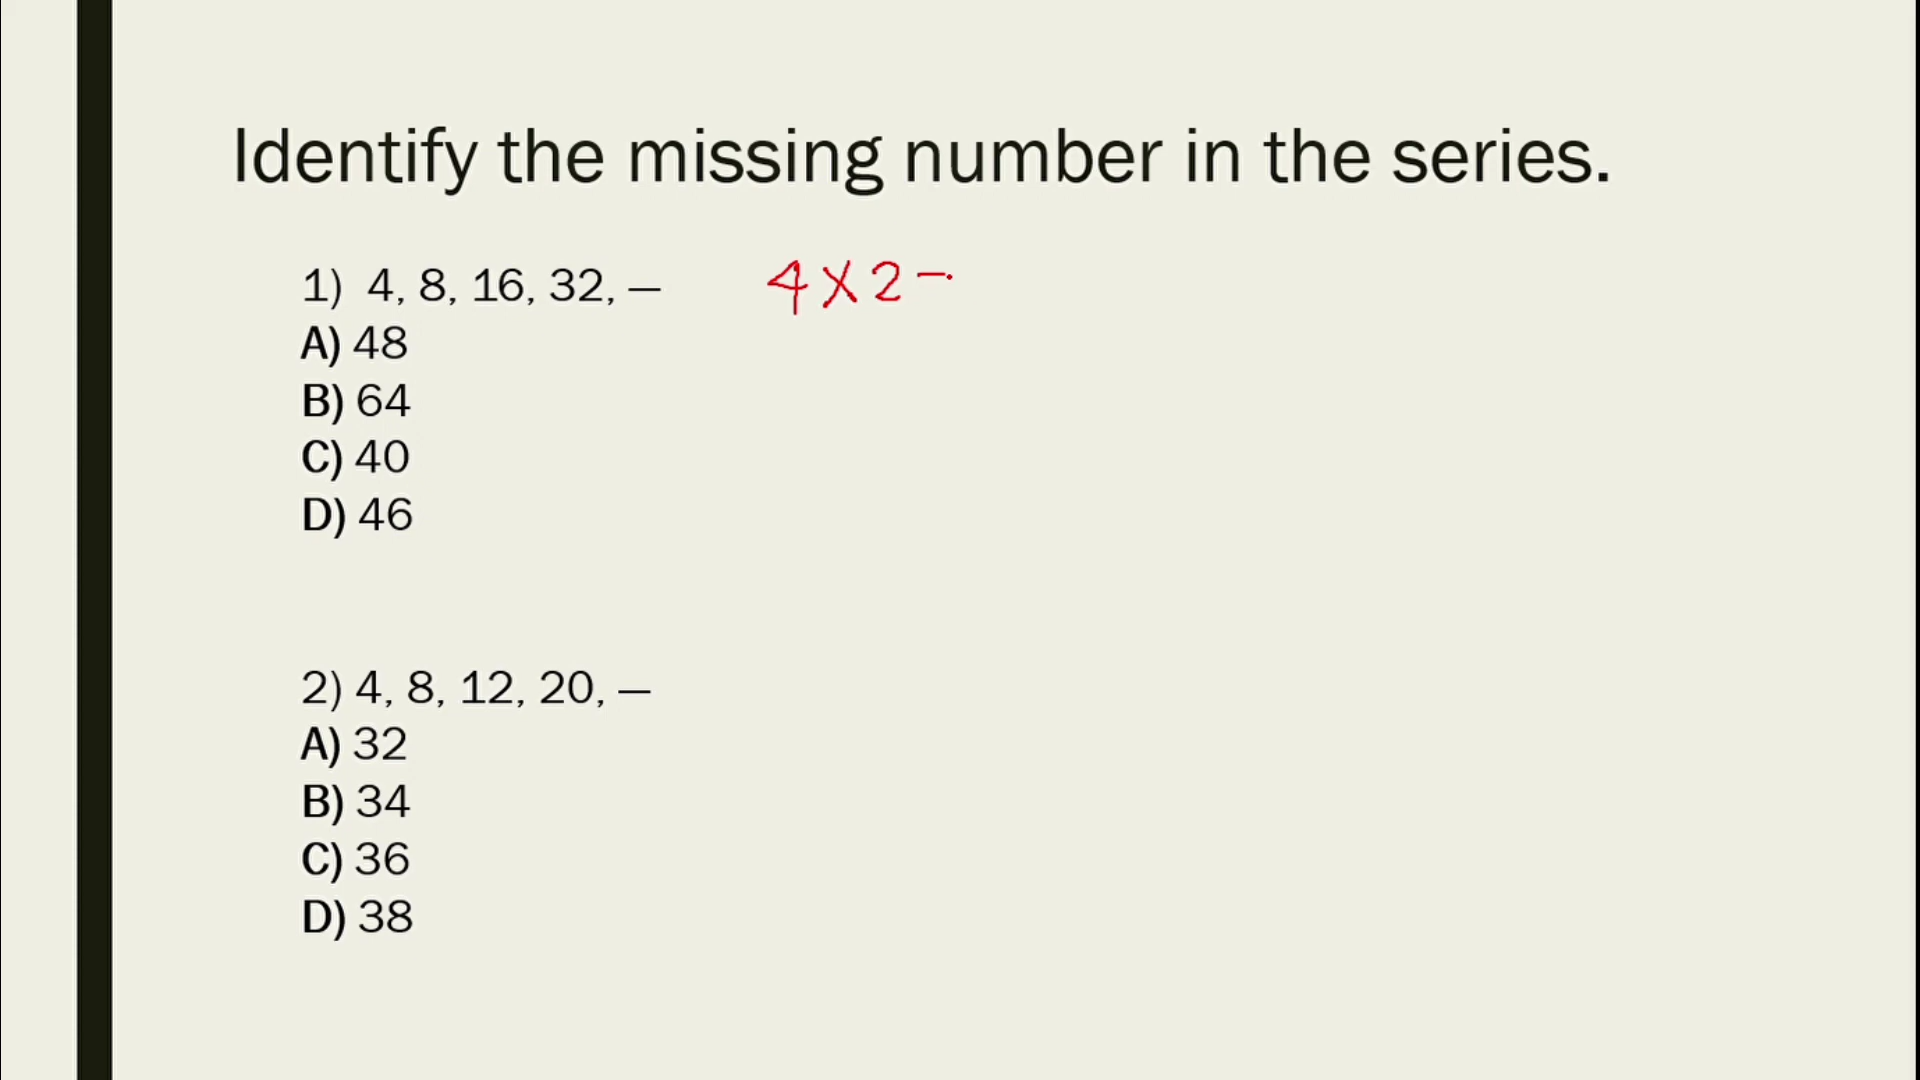 Identify the missing number in the series.
1) 4, 8, 16, 32, — 4 X 2 -
A) 48
B) 64
C) 40
D) 46
2) 4, 8, 12, 20, —
A) 32
B) 34
C) 36
D) 38